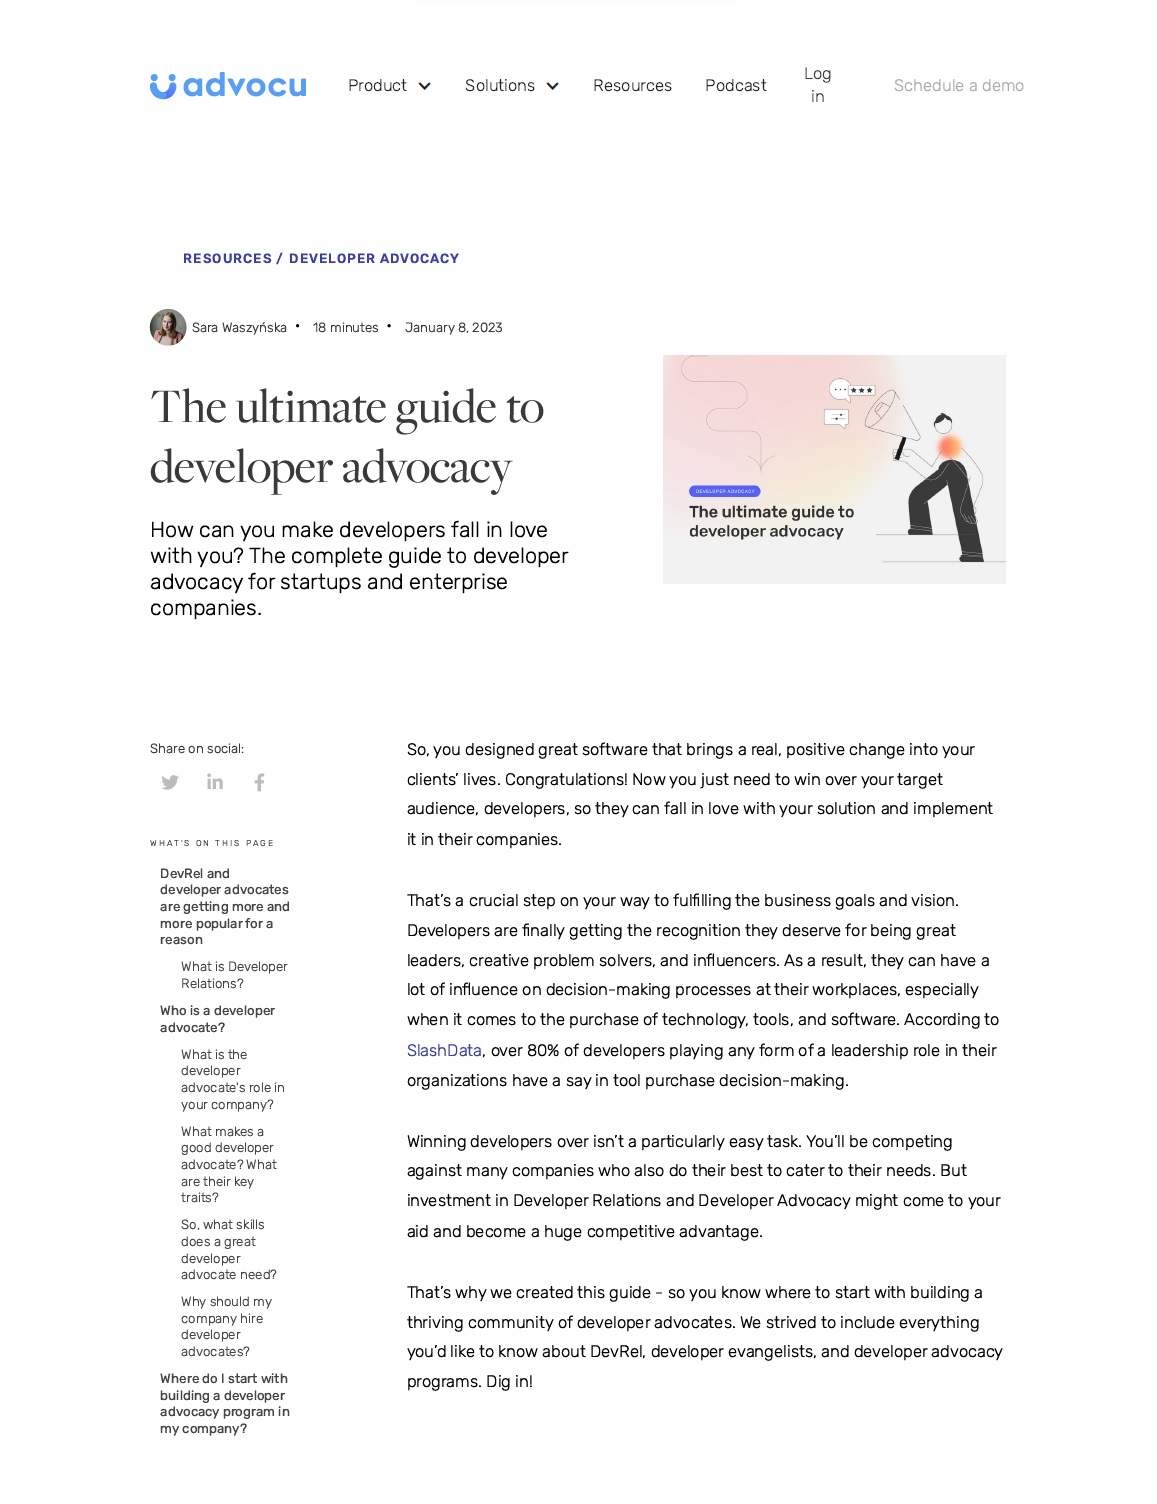 advocu
Product
Solutions
Resources
Podcast
Log
in
Schedule a demo
RESOURCES / DEVELOPER ADVOCACY
Sara Waszyńska • 18 minutes • January 8, 2023
The ultimate guide to
developer advocacy
How can you make developers fall in love
with you? The complete guide to developer
advocacy for startups and enterprise
companies.
DEVELOPER ADVOCACY
The ultimate guide to
developer advocacy
Share on social:
WHAT'S ON THIS PAGE
DevRel and
developer advocates
are getting more and
more popular for a
reason
What is Developer
Relations?
Who is a developer
advocate?
What is the
developer
advocate's role in
your company?
What makes a
good developer
advocate? What
are their key
traits?
So, what skills
does a great
developer
advocate need?
Why should my
company hire
developer
advocates?
Where do I start with
building a developer
advocacy program in
my company?
So, you designed great software that brings a real, positive change into your
clients’ lives. Congratulations! Now you just need to win over your target
audience, developers, so they can fall in love with your solution and implement
it in their companies.
That’s a crucial step on your way to fulfilling the business goals and vision.
Developers are finally getting the recognition they deserve for being great
leaders, creative problem solvers, and influencers. As a result, they can have a
lot of influence on decision-making processes at their workplaces, especially
when it comes to the purchase of technology, tools, and software. According to
SlashData, over 80% of developers playing any form of a leadership role in their
organizations have a say in tool purchase decision-making.
Winning developers over isn’t a particularly easy task. You’ll be competing
against many companies who also do their best to cater to their needs. But
investment in Developer Relations and Developer Advocacy might come to your
aid and become a huge competitive advantage.
That’s why we created this guide - so you know where to start with building a
thriving community of developer advocates. We strived to include everything
you’d like to know about DevRel, developer evangelists, and developer advocacy
programs. Dig in!